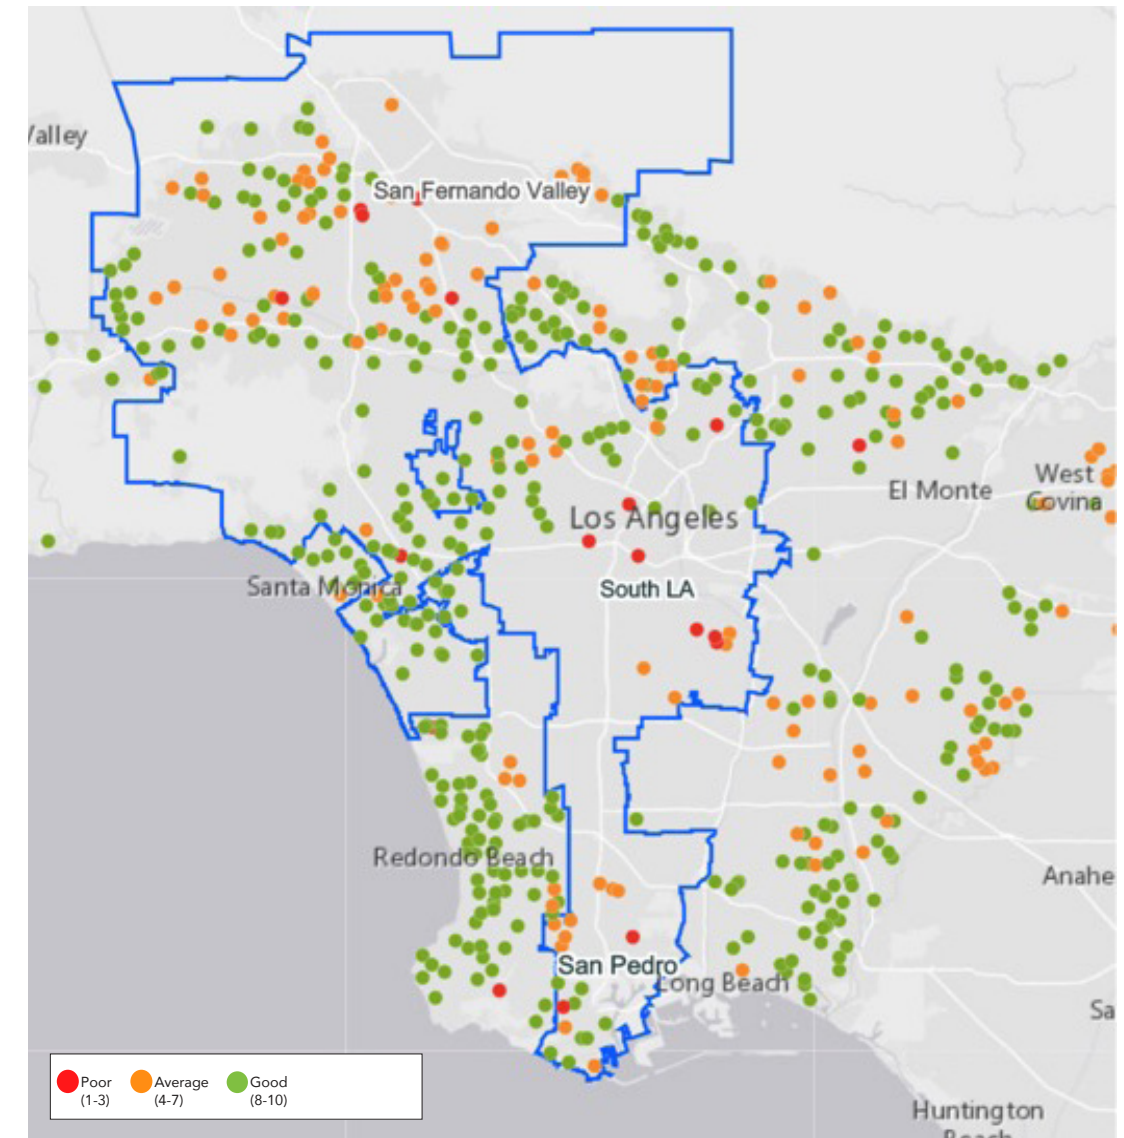 Valley
San Fernando Valley
West
Covina
El Monte
Los Angeles
Santa Monica
South LA
Redondo Beach
Anahe
San Pedro
Long Beach
Sa
Poor
(1-3)
Average
(4-7)
Good
(8-10)
Huntington
Beach